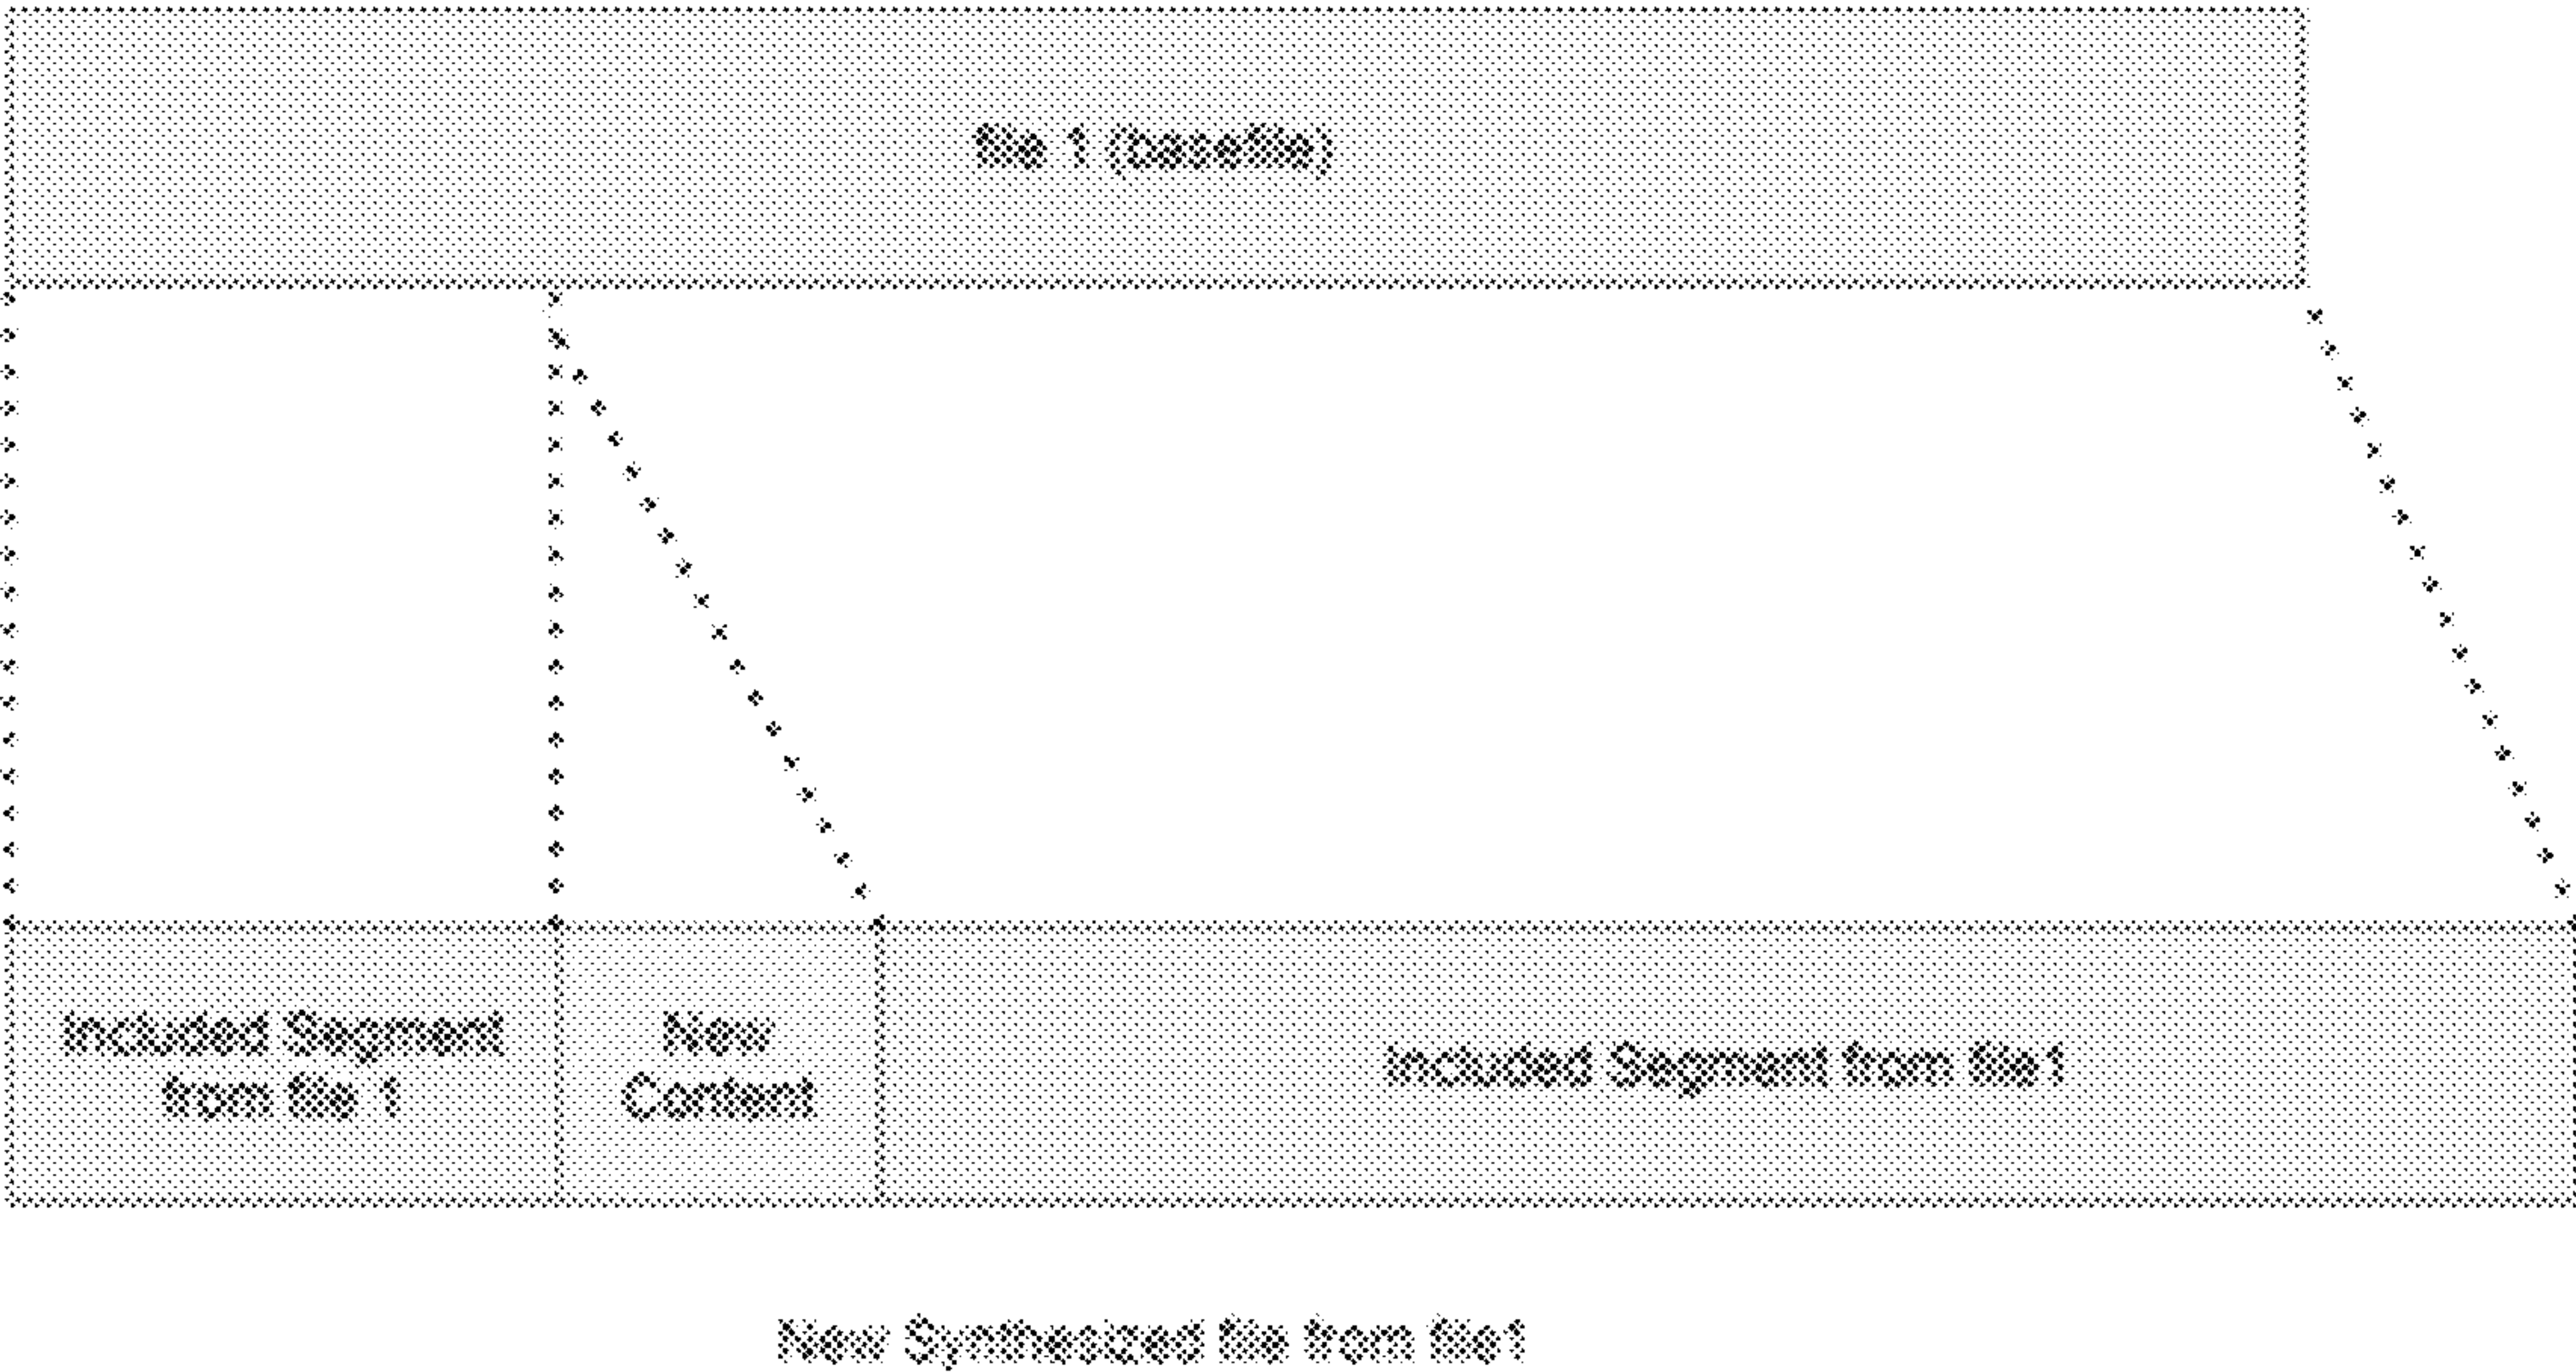 file 1 (basefile)
Included Segment
from file 1
New
Content
Included Segment from file1
New Synthesized file from file1